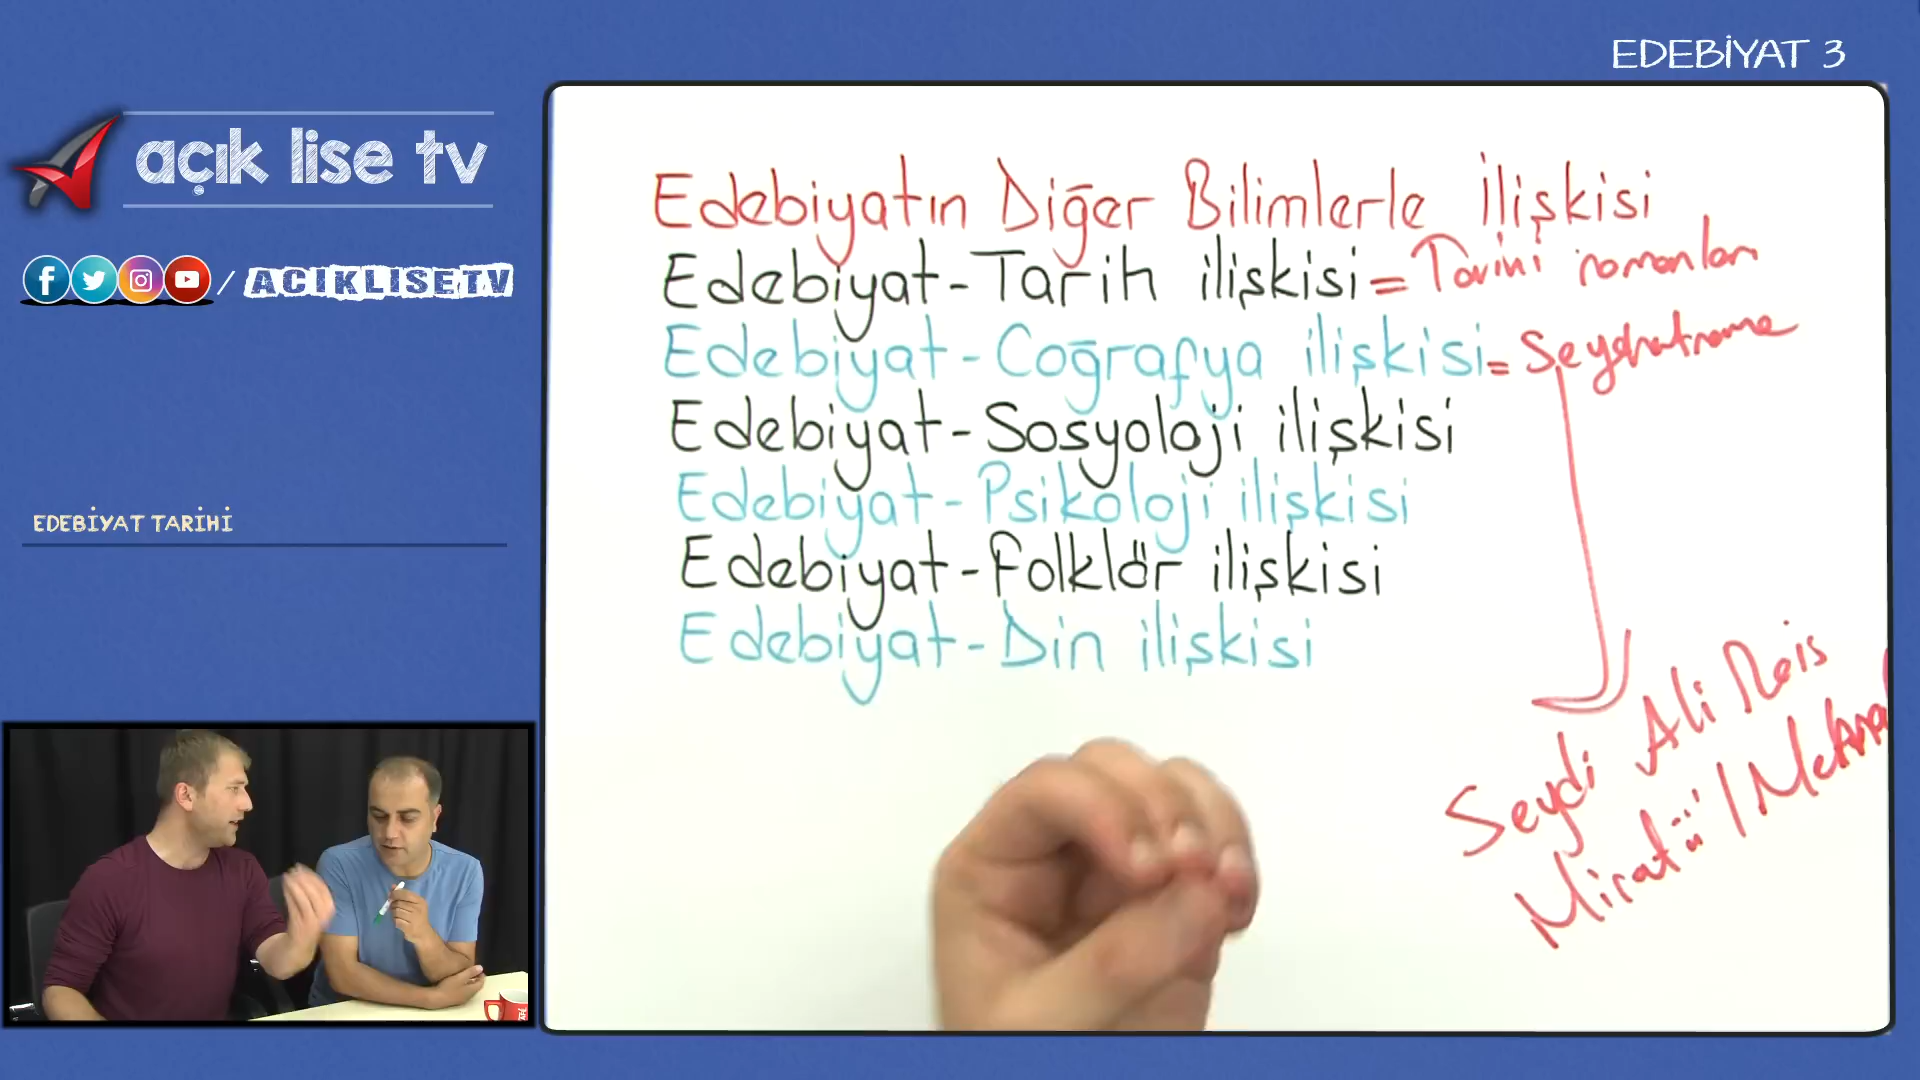 EDEBİYAT 3
açık lise tv
/ ACIKLISETV
EDEBİYAT TARİHİ
Edebiyatın Diğer Bilimlerle İlişkisi
Edebiyat-Tarih ilişkisi = Tarihi romanlar
Edebiyat-Coğrafya ilişkisi = Seyehatname
Edebiyat-Sosyoloji ilişkisi
Edebiyat-Psikoloji ilişkisi
Edebiyat-Folklör ilişkisi
Edebiyat-Din ilişkisi
Seydi Ali Reis